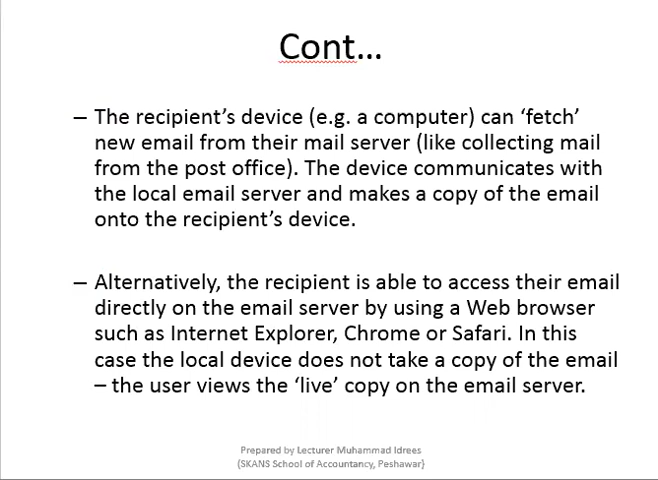 Cont...
– The recipient’s device (e.g. a computer) can ‘fetch’
new email from their mail server (like collecting mail
from the post office). The device communicates with
the local email server and makes a copy of the email
onto the recipient’s device.
– Alternatively, the recipient is able to access their email
directly on the email server by using a Web browser
such as Internet Explorer, Chrome or Safari. In this
case the local device does not take a copy of the email
– the user views the ‘live’ copy on the email server.
Prepared by Lecturer Muhammad Idrees
{SKANS School of Accountancy, Peshawar}